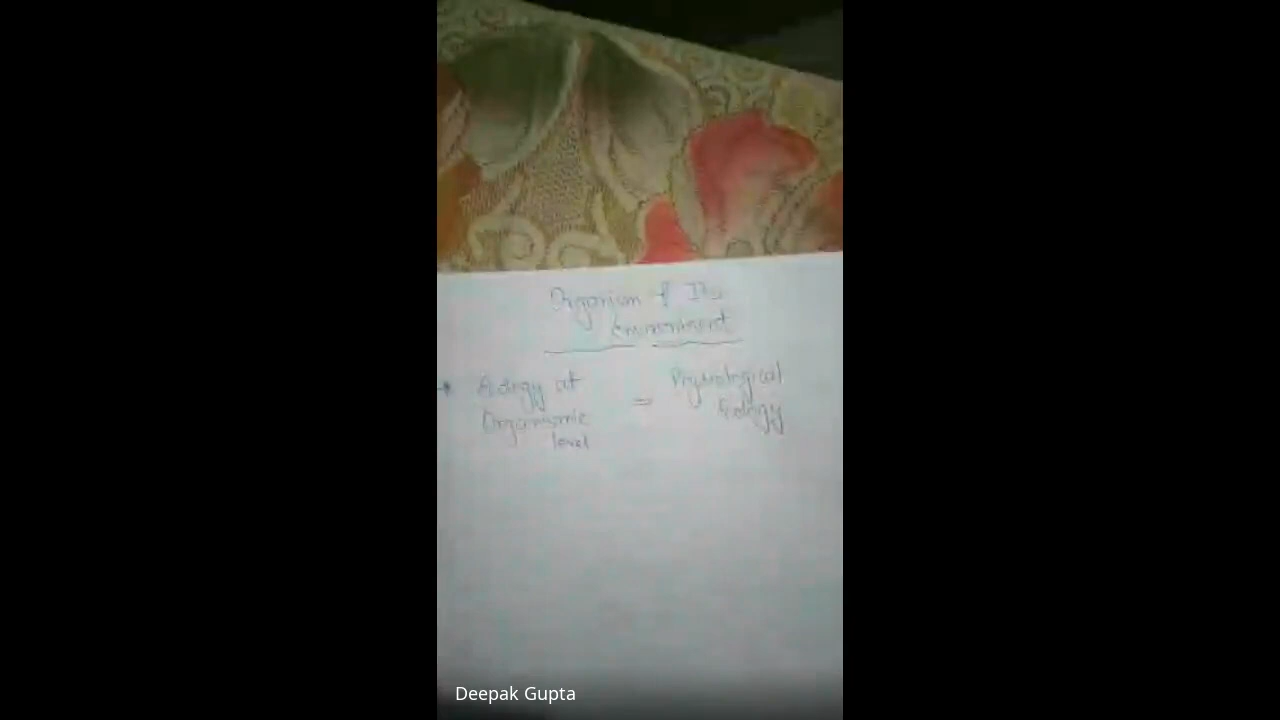 Organism & Its
Environment
Ecology at
Organismic
level
=
Physiological
Ecology
Deepak Gupta